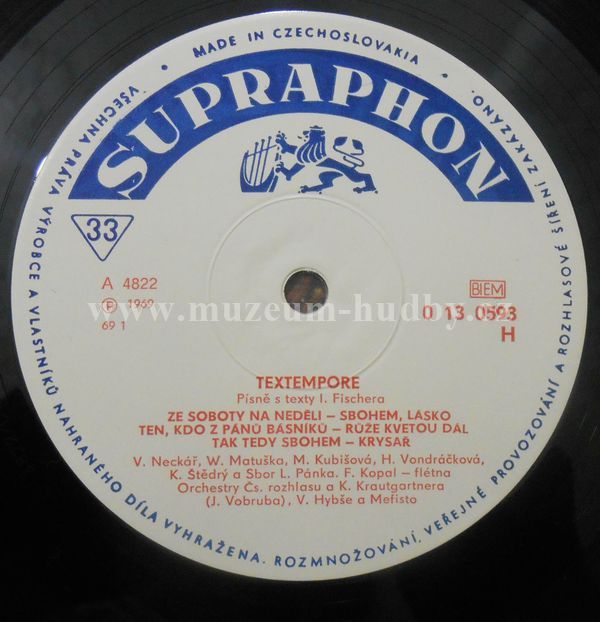 • MADE IN CZECHOSLOVAKIA •
SUPRAPHON
33
A 4822
Ⓟ 1969
69 1
BIEM
0 13 0593
H
www.muzeum-hudby.cz
TEXTEMPORE
Písně s texty I. Fischera
ZE SOBOTY NA NEDĚLI – SBOHEM, LÁSKO
TEN, KDO Z PÁNŮ BÁSNÍKŮ – RŮŽE KVETOU DÁL
TAK TEDY SBOHEM – KRYSAŘ
V. Neckář, W. Matuška, M. Kubišová, H. Vondráčková,
K. Štědrý a Sbor L. Pánka. F. Kopal – flétna
Orchestry Čs. rozhlasu a K. Krautgartnera
(J. Vobruba), V. Hybše a Mefisto
VŠECHNA PRÁVA VÝROBCE A VLASTNÍKŮ NAHRANÉHO DÍLA VYHRAŽENA. ROZMNOŽOVÁNÍ, VEŘEJNÉ PROVOZOVÁNÍ A ROZHLASOVÉ ŠÍŘENÍ ZAKÁZÁNO.